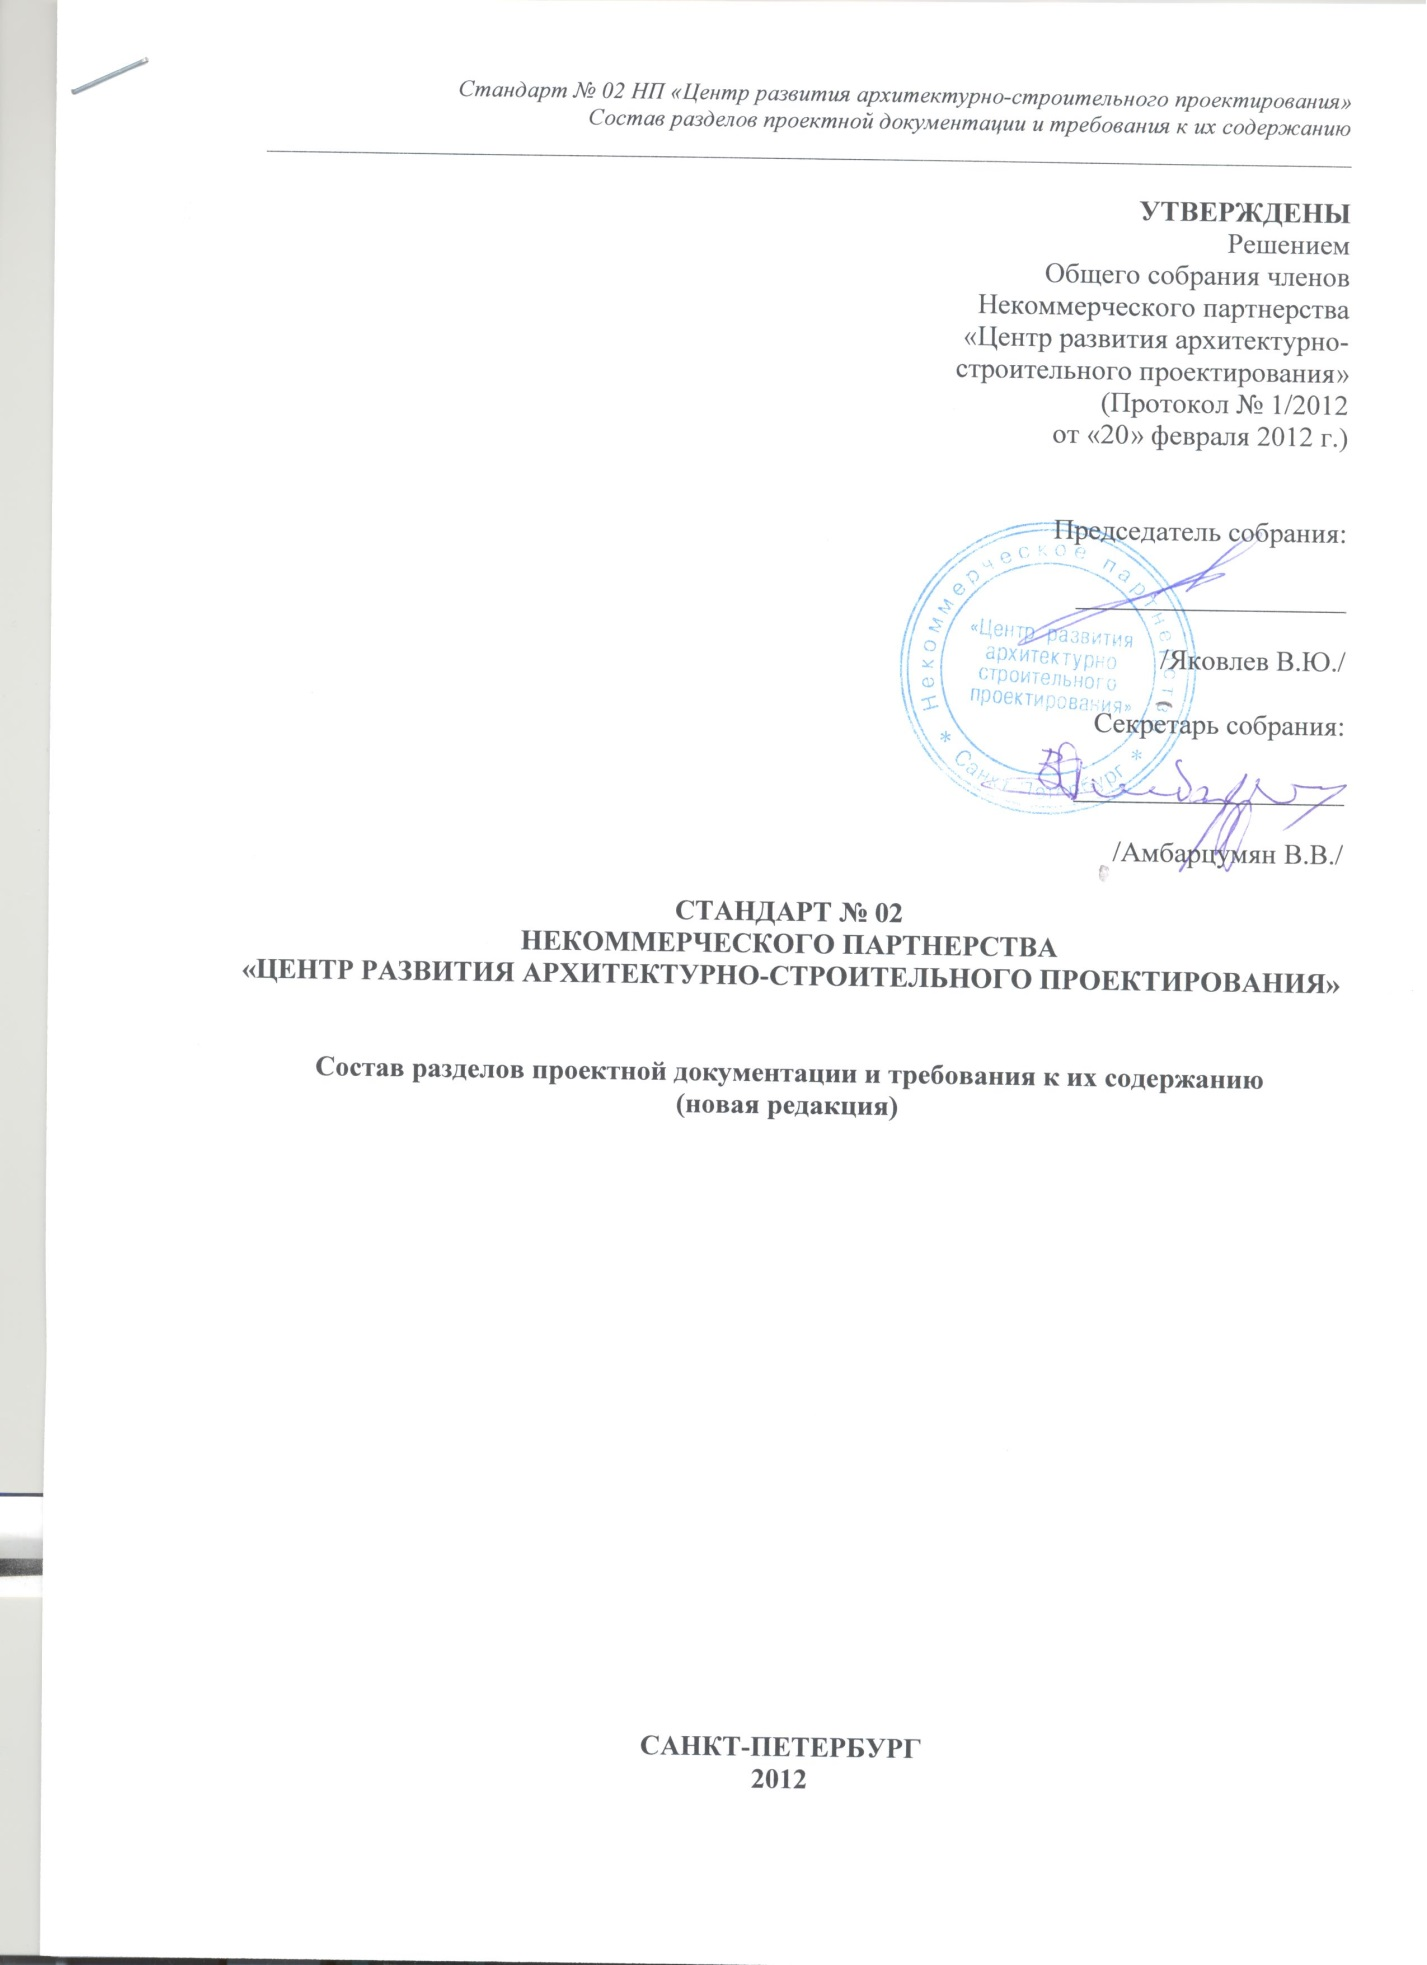 Стандарт № 02 НП «Центр развития архитектурно-строительного проектирования»
Состав разделов проектной документации и требования к их содержанию
УТВЕРЖДЕНЫ
Решением
Общего собрания членов
Некоммерческого партнерства
«Центр развития архитектурно-
строительного проектирования»
(Протокол № 1/2012
от «20» февраля 2012 г.)
Председатель собрания:
/Яковлев В.Ю./
Секретарь собрания:
/Амбарцумян В.В./
Некоммерческое партнерство
«Центр развития
архитектурно
строительного
проектирования»
* Санкт Петербург *
СТАНДАРТ № 02
НЕКОММЕРЧЕСКОГО ПАРТНЕРСТВА
«ЦЕНТР РАЗВИТИЯ АРХИТЕКТУРНО-СТРОИТЕЛЬНОГО ПРОЕКТИРОВАНИЯ»
Состав разделов проектной документации и требования к их содержанию
(новая редакция)
САНКТ-ПЕТЕРБУРГ
2012